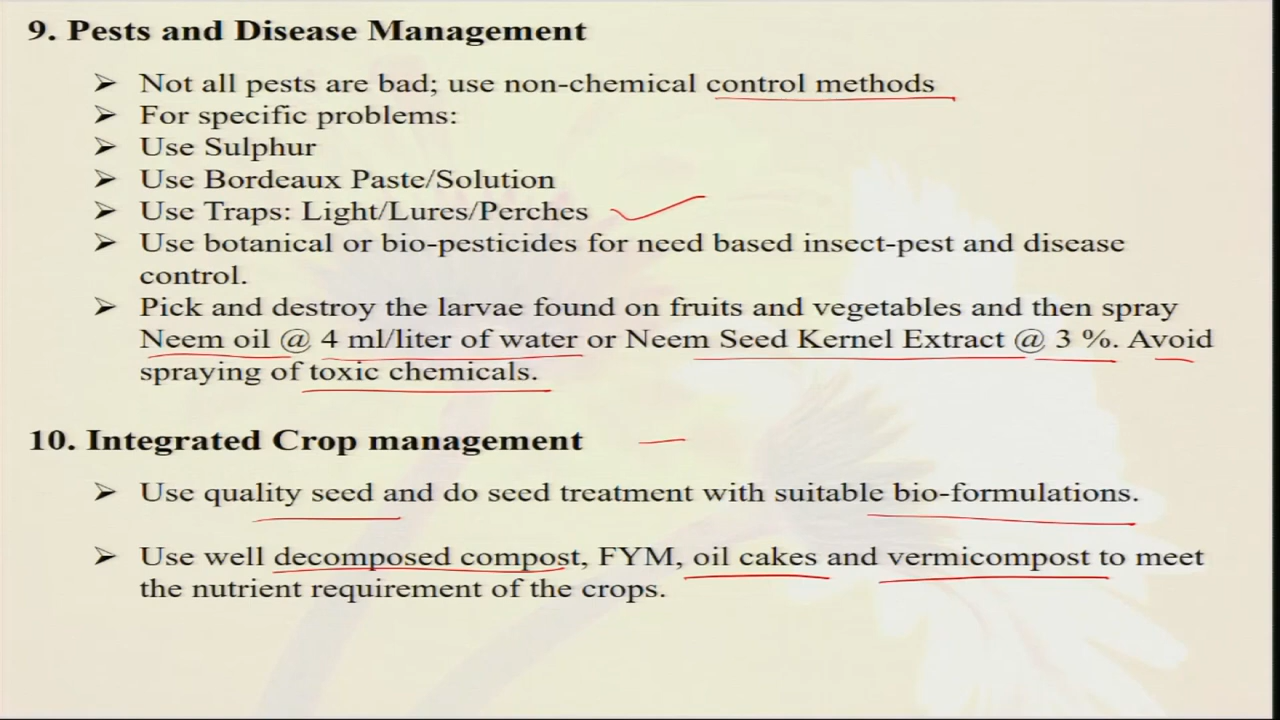 9. Pests and Disease Management
➢ Not all pests are bad; use non-chemical control methods
➢ For specific problems:
➢ Use Sulphur
➢ Use Bordeaux Paste/Solution
➢ Use Traps: Light/Lures/Perches
➢ Use botanical or bio-pesticides for need based insect-pest and disease
control.
➢ Pick and destroy the larvae found on fruits and vegetables and then spray
Neem oil @ 4 ml/liter of water or Neem Seed Kernel Extract @ 3 %. Avoid
spraying of toxic chemicals.
10. Integrated Crop management
➢ Use quality seed and do seed treatment with suitable bio-formulations.
➢ Use well decomposed compost, FYM, oil cakes and vermicompost to meet
the nutrient requirement of the crops.